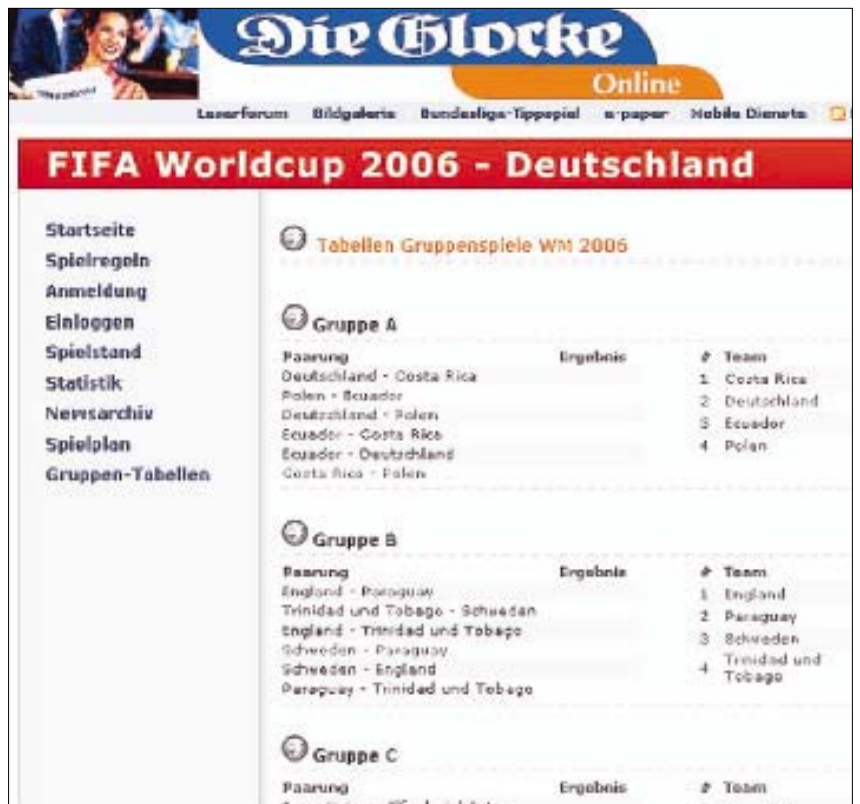 Die Glocke
Online
Leserforum Bildgalerie Bundesliga-Tippspiel e-paper Mobile Dienste
FIFA Worldcup 2006 - Deutschland
Startseite
Spielregeln
Anmeldung
Einloggen
Spielstand
Statistik
Newsarchiv
Spielplan
Gruppen-Tabellen
Tabellen Gruppenspiele WM 2006
Gruppe A
Paarung Ergebnis # Team
Deutschland - Costa Rica
Polen - Ecuador
Deutschland - Polen
Ecuador - Costa Rica
Ecuador - Deutschland
Costa Rica - Polen
1 Costa Rica
2 Deutschland
3 Ecuador
4 Polen
Gruppe B
Paarung Ergebnis # Team
England - Paraguay
Trinidad und Tobago - Schweden
England - Trinidad und Tobago
Schweden - Paraguay
Schweden - England
Paraguay - Trinidad und Tobago
1 England
2 Paraguay
3 Schweden
4 Trinidad und
Tobago
Gruppe C
Paarung Ergebnis # Team